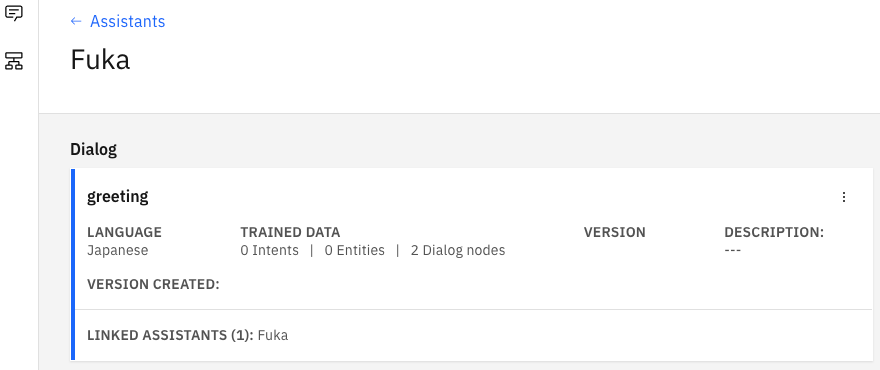 ← Assistants
Fuka
Dialog
greeting
LANGUAGE TRAINED DATA VERSION DESCRIPTION:
Japanese 0 Intents | 0 Entities | 2 Dialog nodes ---
VERSION CREATED:
LINKED ASSISTANTS (1): Fuka